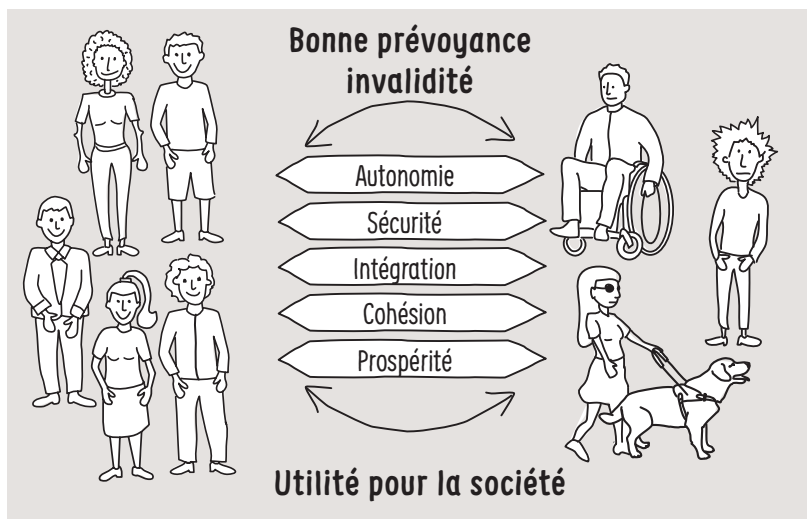 Bonne prévoyance
invalidité
Autonomie
Sécurité
Intégration
Cohésion
Prospérité
Utilité pour la société